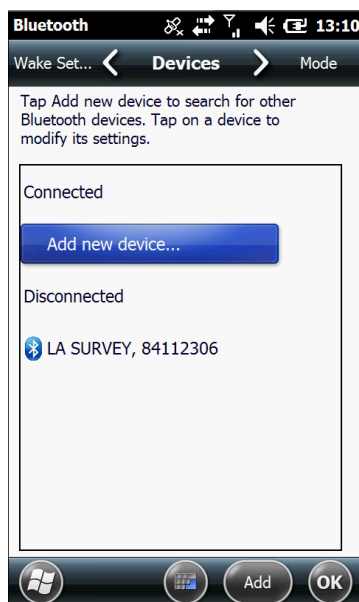 Bluetooth 13:10
Wake Set... Devices Mode
Tap Add new device to search for other
Bluetooth devices. Tap on a device to
modify its settings.
Connected
Add new device...
Disconnected
LA SURVEY, 84112306
Add OK